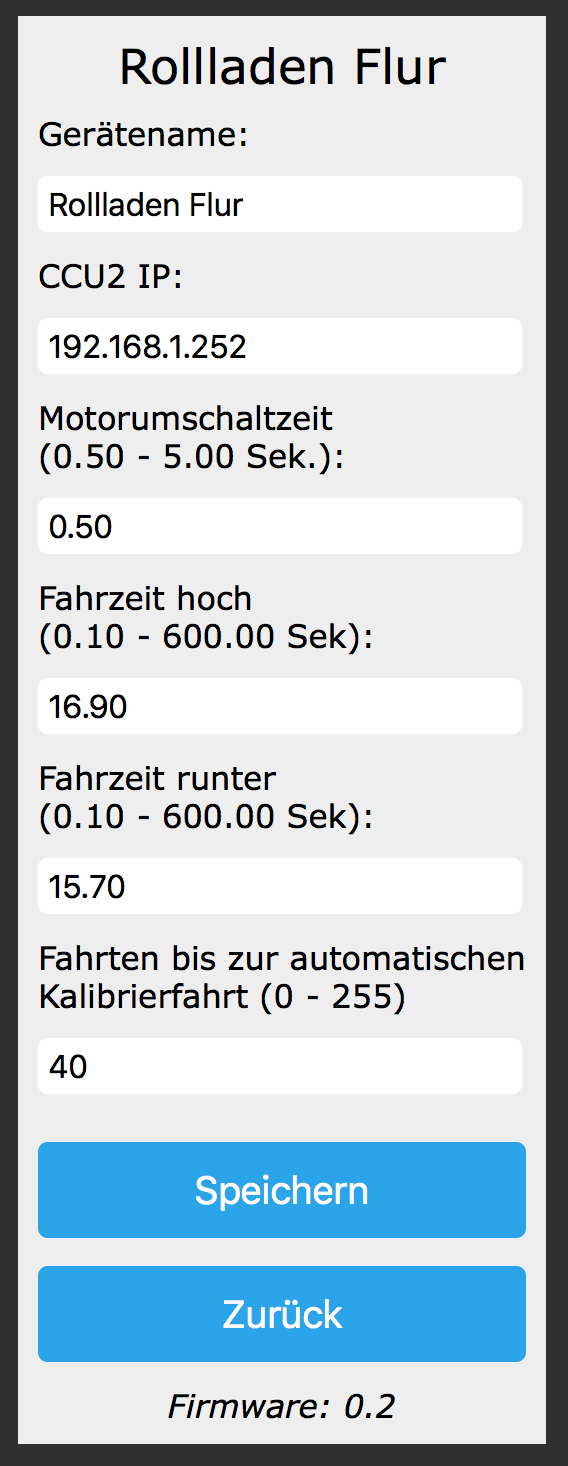 Rollladen Flur
Gerätename:
Rollladen Flur
CCU2 IP:
192.168.1.252
Motorumschaltzeit
(0.50 - 5.00 Sek.):
0.50
Fahrzeit hoch
(0.10 - 600.00 Sek):
16.90
Fahrzeit runter
(0.10 - 600.00 Sek):
15.70
Fahrten bis zur automatischen
Kalibrierfahrt (0 - 255)
40
Speichern
Zurück
Firmware: 0.2